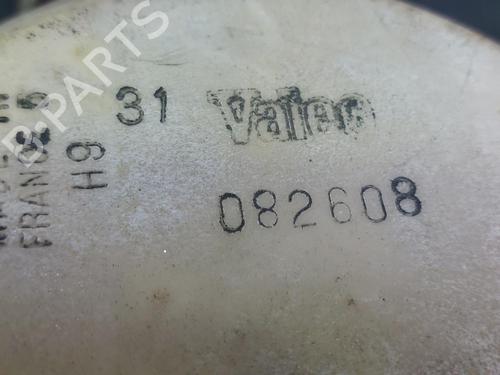 31 Valeo
082608
H9
FRANCE
B-PARTS